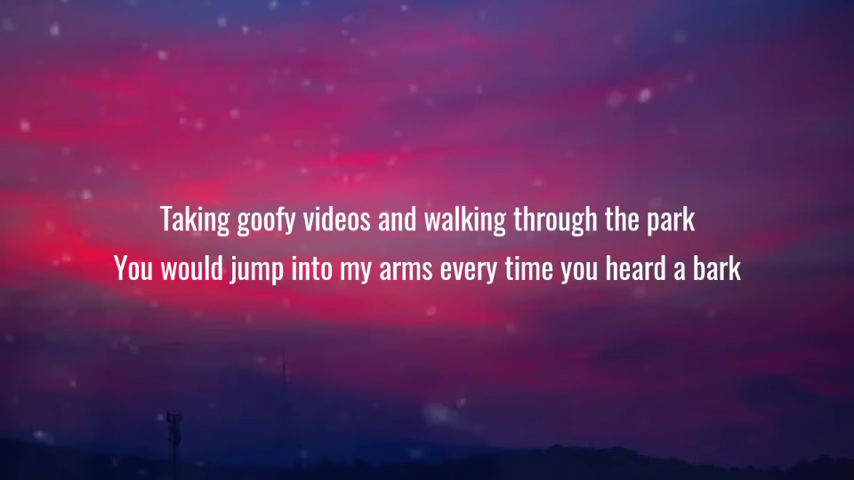 Taking goofy videos and walking through the park
You would jump into my arms every time you heard a bark